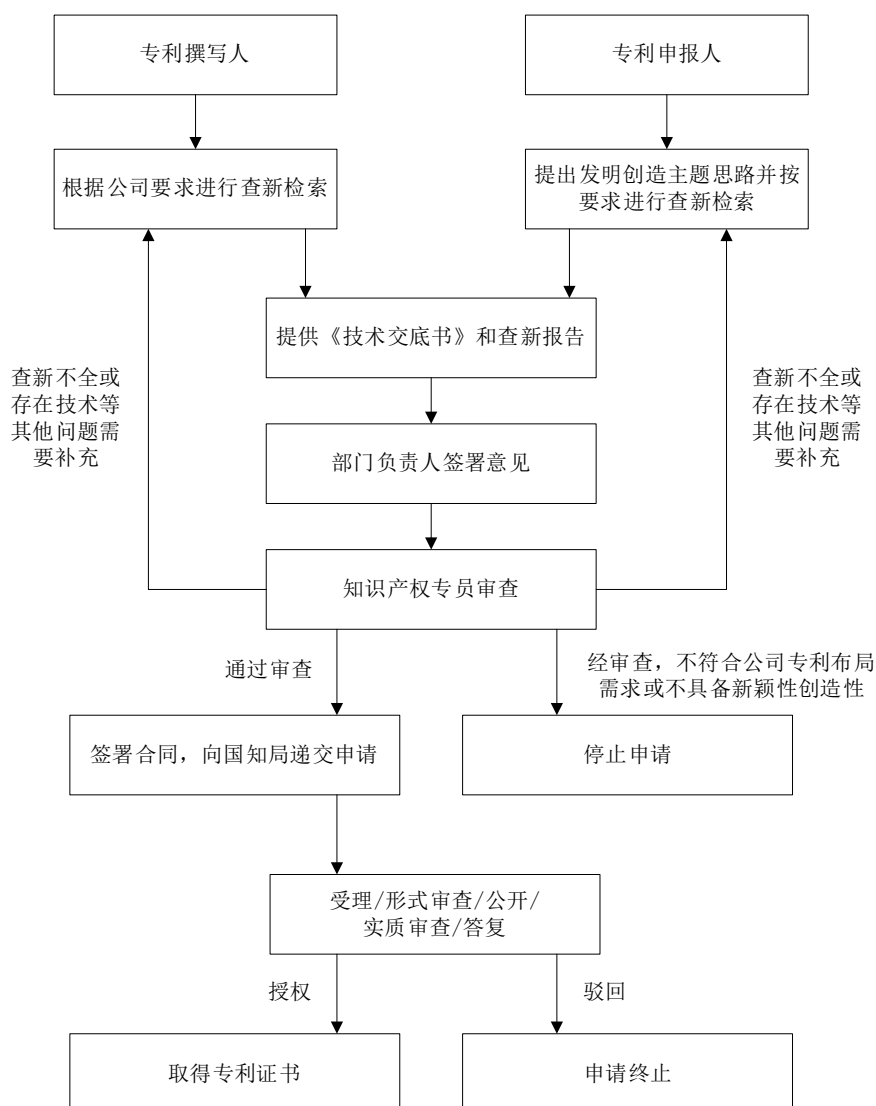 专利撰写人
专利申报人
根据公司要求进行查新检索
提出发明创造主题思路并按
要求进行查新检索
提供《技术交底书》和查新报告
查新不全或
存在技术等
其他问题需
要补充
查新不全或
存在技术等
其他问题需
要补充
部门负责人签署意见
知识产权专员审查
通过审查
经审查，不符合公司专利布局
需求或不具备新颖性创造性
签署合同，向国知局递交申请
停止申请
受理/形式审查/公开/
实质审查/答复
授权
驳回
取得专利证书
申请终止